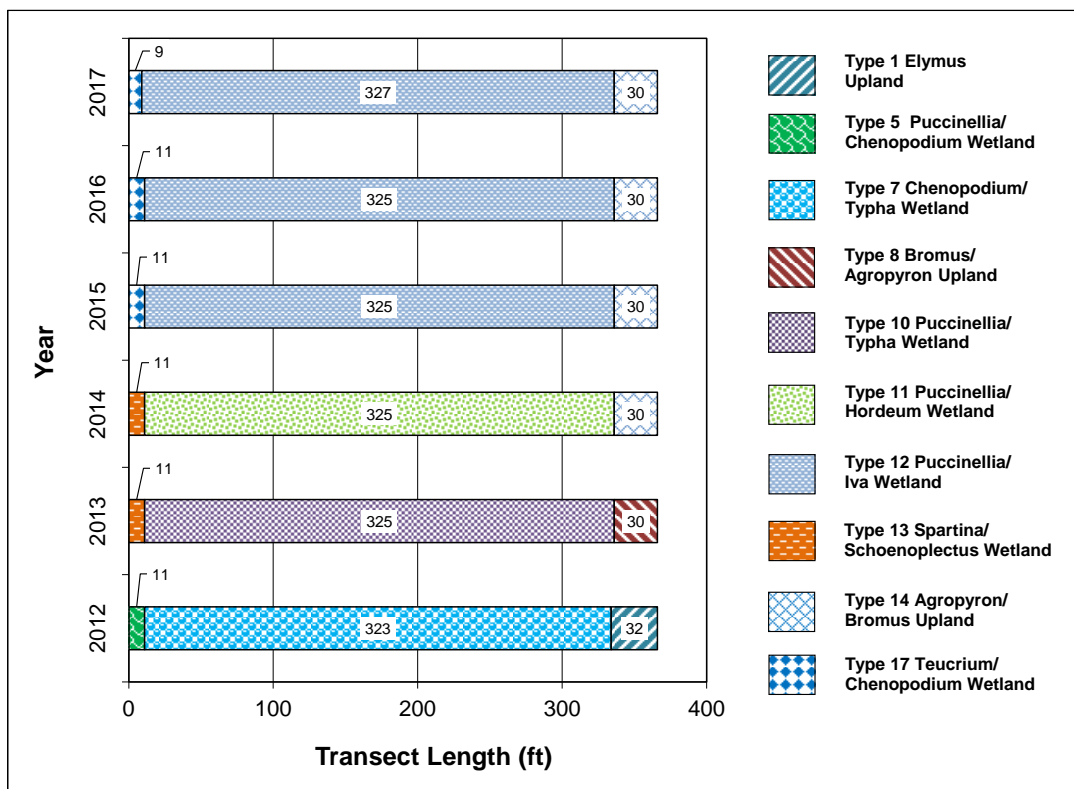 2017
9
327
30
2016
11
325
30
2015
11
325
30
2014
11
325
30
2013
11
325
30
2012
11
323
32
Year
0 100 200 300 400
Transect Length (ft)
Type 1 Elymus
Upland
Type 5 Puccinellia/
Chenopodium Wetland
Type 7 Chenopodium/
Typha Wetland
Type 8 Bromus/
Agropyron Upland
Type 10 Puccinellia/
Typha Wetland
Type 11 Puccinellia/
Hordeum Wetland
Type 12 Puccinellia/
Iva Wetland
Type 13 Spartina/
Schoenoplectus Wetland
Type 14 Agropyron/
Bromus Upland
Type 17 Teucrium/
Chenopodium Wetland